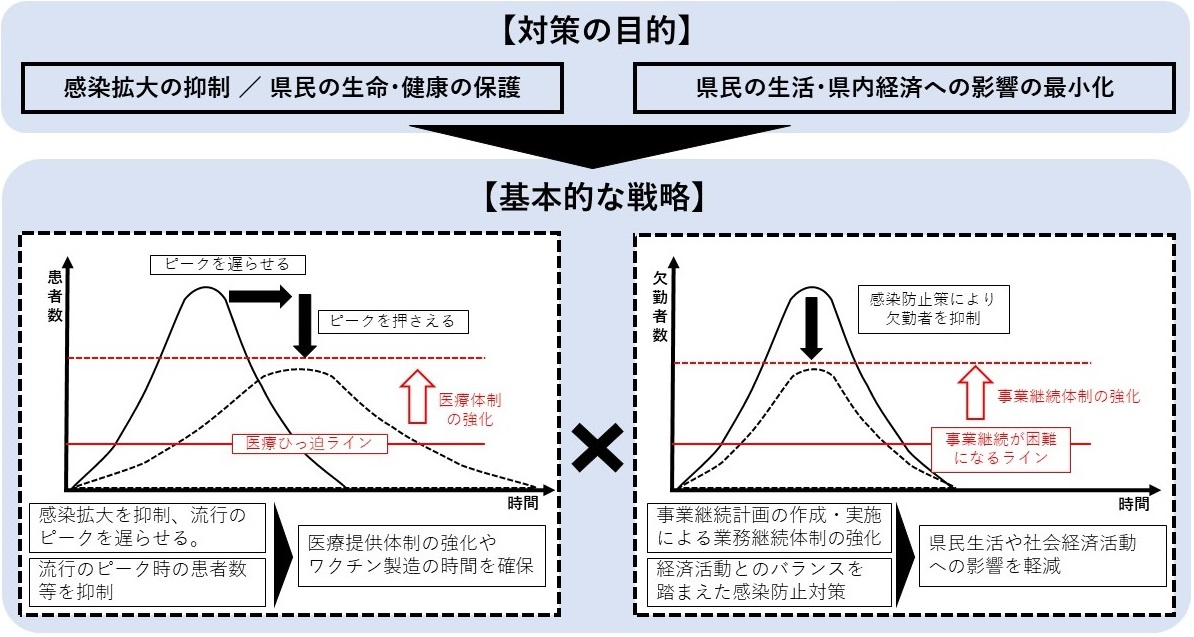 【対策の目的】
感染拡大の抑制 ／ 県民の生命･健康の保護
県民の生活･県内経済への影響の最小化
【基本的な戦略】
患者数
ピークを遅らせる
ピークを押さえる
医療体制
の強化
医療ひっ迫ライン
時間
感染拡大を抑制、流行の
ピークを遅らせる。
流行のピーク時の患者数
等を抑制
医療提供体制の強化や
ワクチン製造の時間を確保
欠勤者数
感染防止策により
欠勤者を抑制
事業継続体制の強化
事業継続が困難
になるライン
時間
事業継続計画の作成・実施
による業務継続体制の強化
経済活動とのバランスを
踏まえた感染防止対策
県民生活や社会経済活動
への影響を軽減